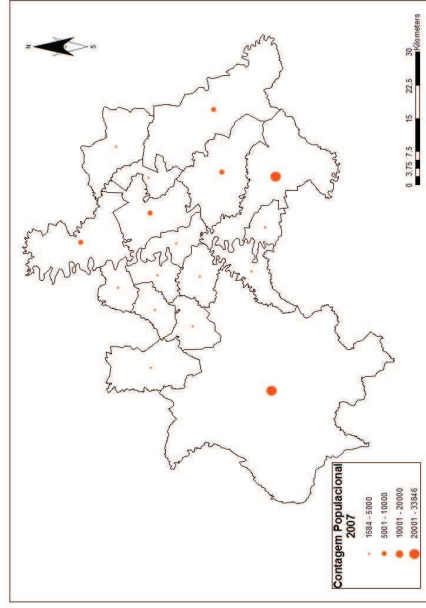 N
S
Contagem Populacional
2007
1584 - 5000
5001 - 10000
10001 - 20000
20001 - 33846
0 3.75 7.5 15 22.5 30
Kilometers